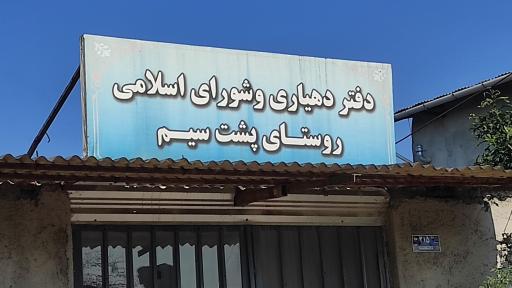 دفتر دهیاری وشورای اسلامی
روستای پشت سیم